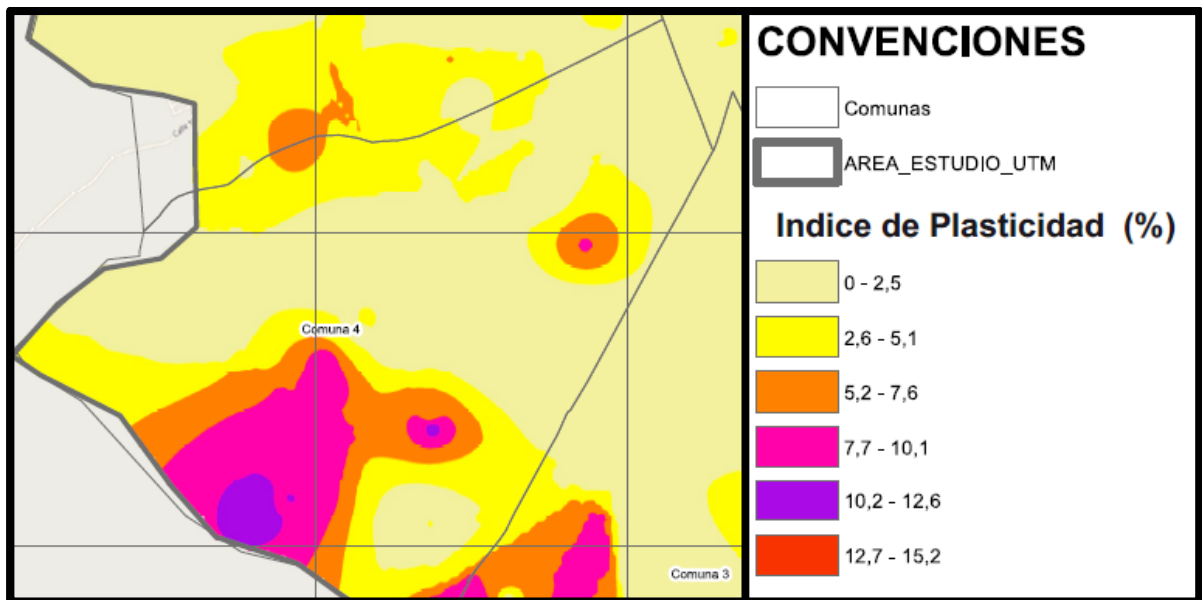 Calle
Comuna 4
Comuna 3
CONVENCIONES
Comunas
AREA_ESTUDIO_UTM
Indice de Plasticidad (%)
0 - 2,5
2,6 - 5,1
5,2 - 7,6
7,7 - 10,1
10,2 - 12,6
12,7 - 15,2